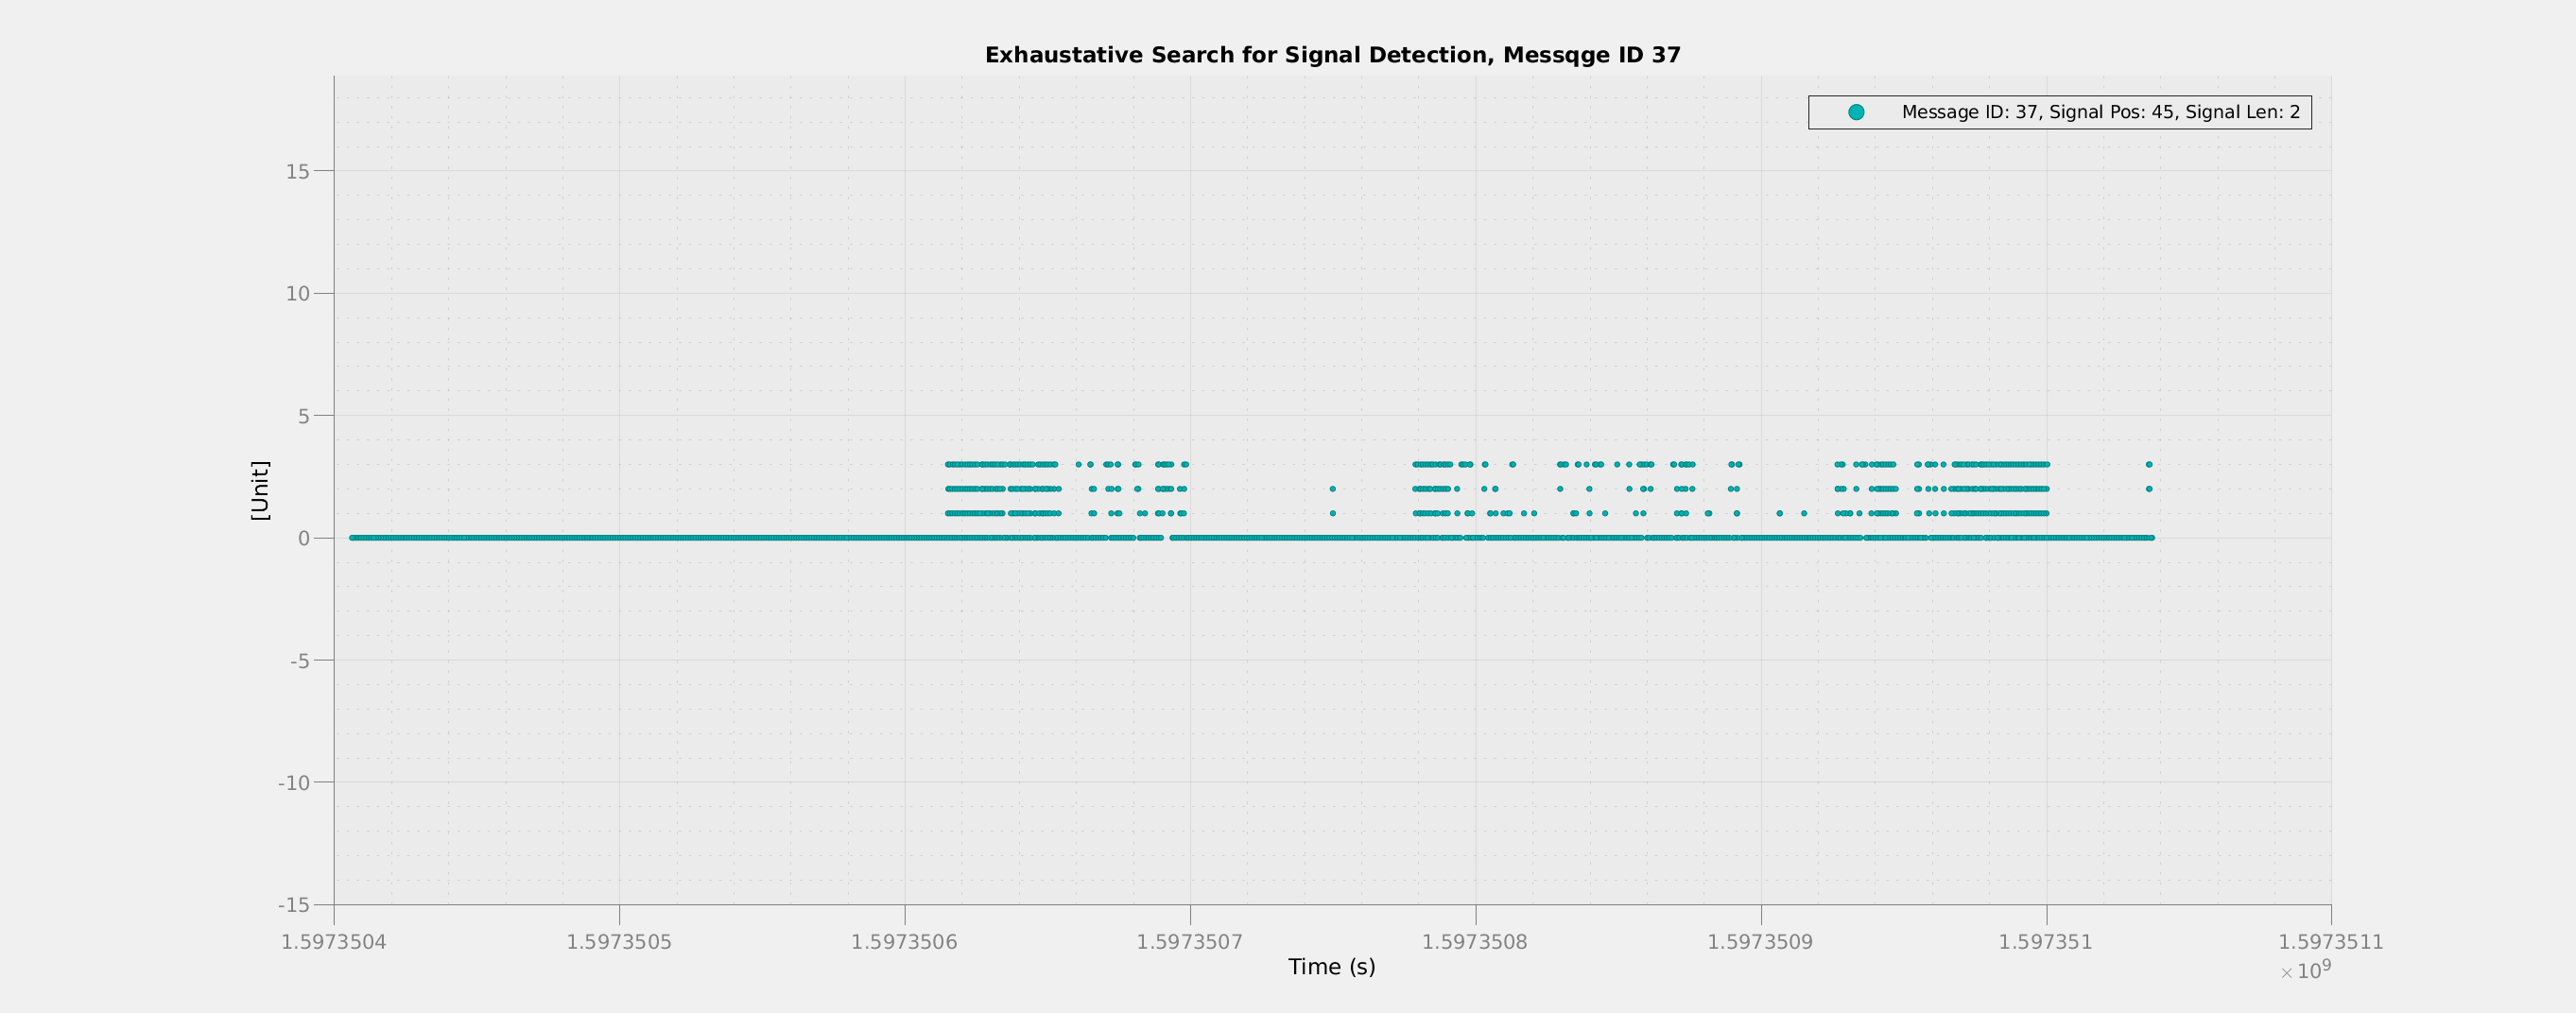 Exhaustative Search for Signal Detection, Messqge ID 37
Message ID: 37, Signal Pos: 45, Signal Len: 2
15
10
5
0
-5
-10
-15
[Unit]
1.5973504 1.5973505 1.5973506 1.5973507 1.5973508 1.5973509 1.597351 1.5973511
Time (s)
× 10⁹